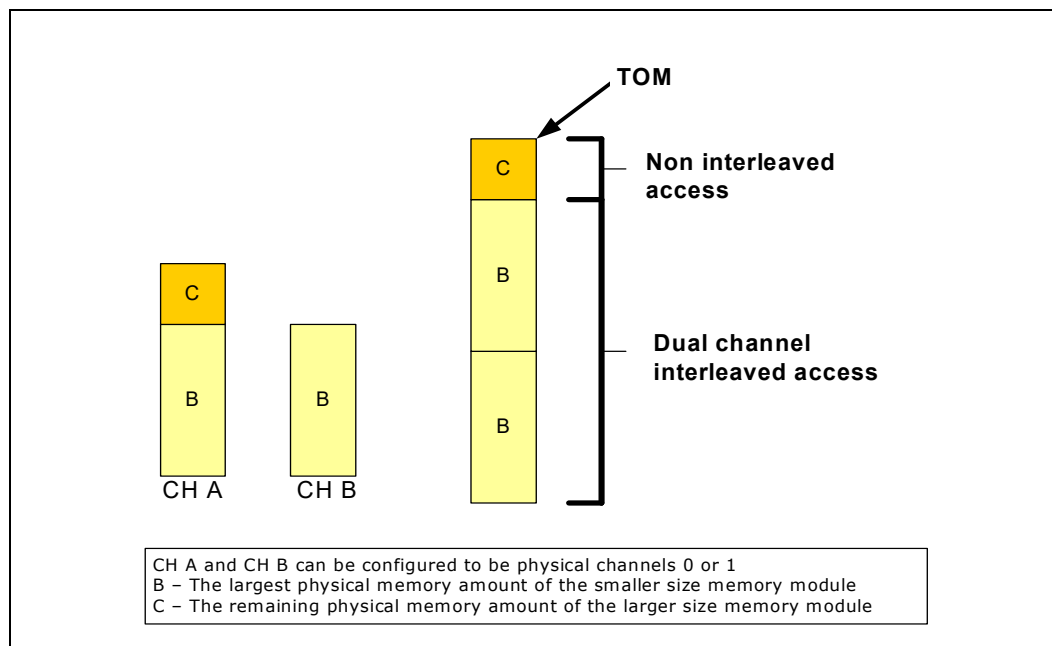 TOM
C
Non interleaved
access
B
C
Dual channel
interleaved access
B
B
B
CH A
CH B
CH A and CH B can be configured to be physical channels 0 or 1
B – The largest physical memory amount of the smaller size memory module
C – The remaining physical memory amount of the larger size memory module